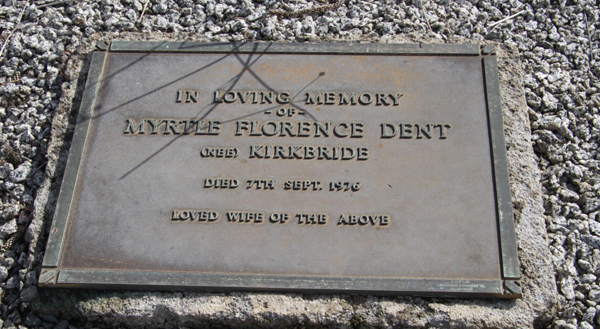 IN LOVING MEMORY
-OF-
MYRTLE FLORENCE DENT
(NEE) KIRKBRIDE
DIED 7TH SEPT. 1976
LOVED WIFE OF THE ABOVE